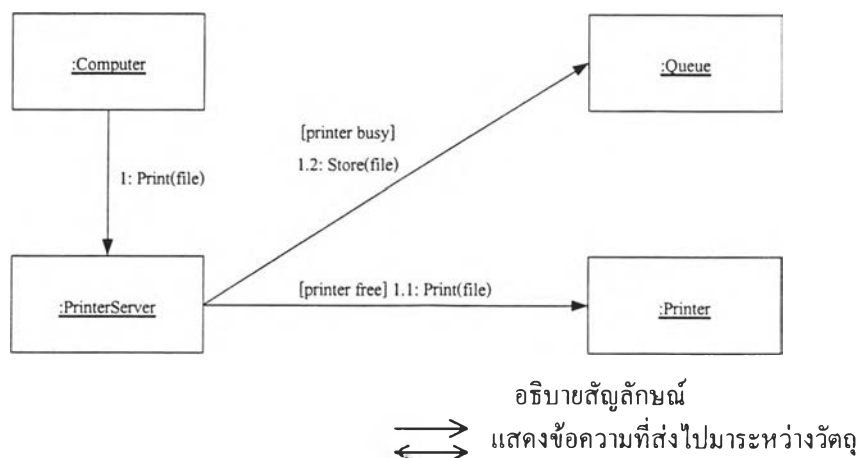 :Computer
:Queue
[printer busy]
1.2: Store(file)
1: Print(file)
[printer free] 1.1: Print(file)
:PrinterServer
:Printer
อธิบายสัญลักษณ์
แสดงข้อความที่ส่งไปมาระหว่างวัตถุ